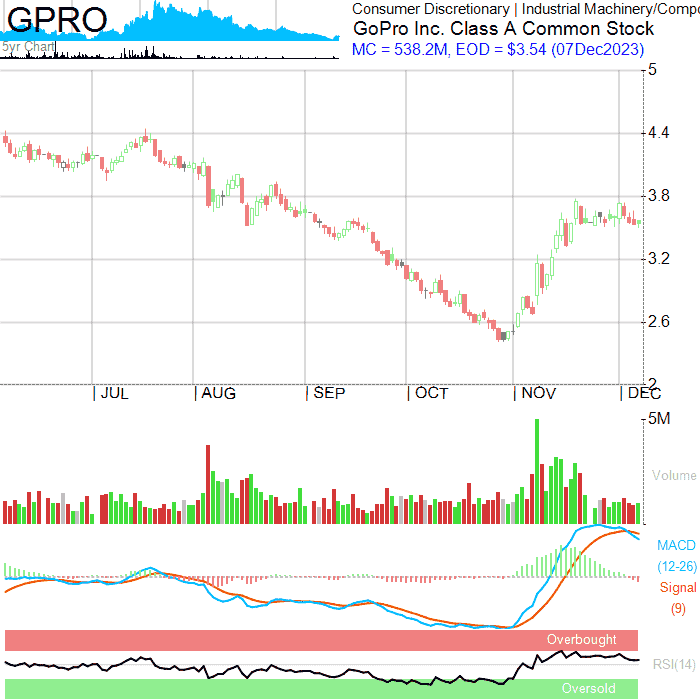 GPRO
5yr Chart
Consumer Discretionary | Industrial Machinery/Compo
GoPro Inc. Class A Common Stock
MC = 538.2M, EOD = $3.54 (07Dec2023)
5
4.4
3.8
3.2
2.6
2
| JUL | AUG | SEP | OCT | NOV | DEC
5M
Volume
MACD
(12-26)
Signal
(9)
Overbought
RSI(14)
Oversold